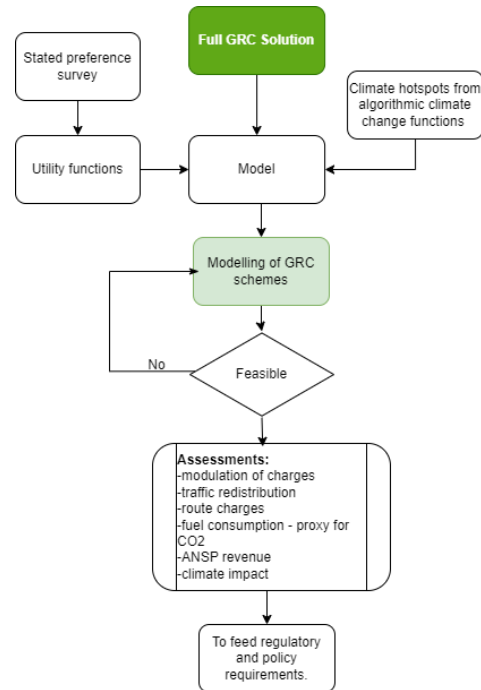 Full GRC Solution
Stated preference
survey
Climate hotspots from
algorithmic climate
change functions
Utility functions
Model
Modelling of GRC
schemes
No
Feasible
Assessments:
-modulation of charges
-traffic redistribution
-route charges
-fuel consumption - proxy for
CO2
-ANSP revenue
-climate impact
To feed regulatory
and policy
requirements.